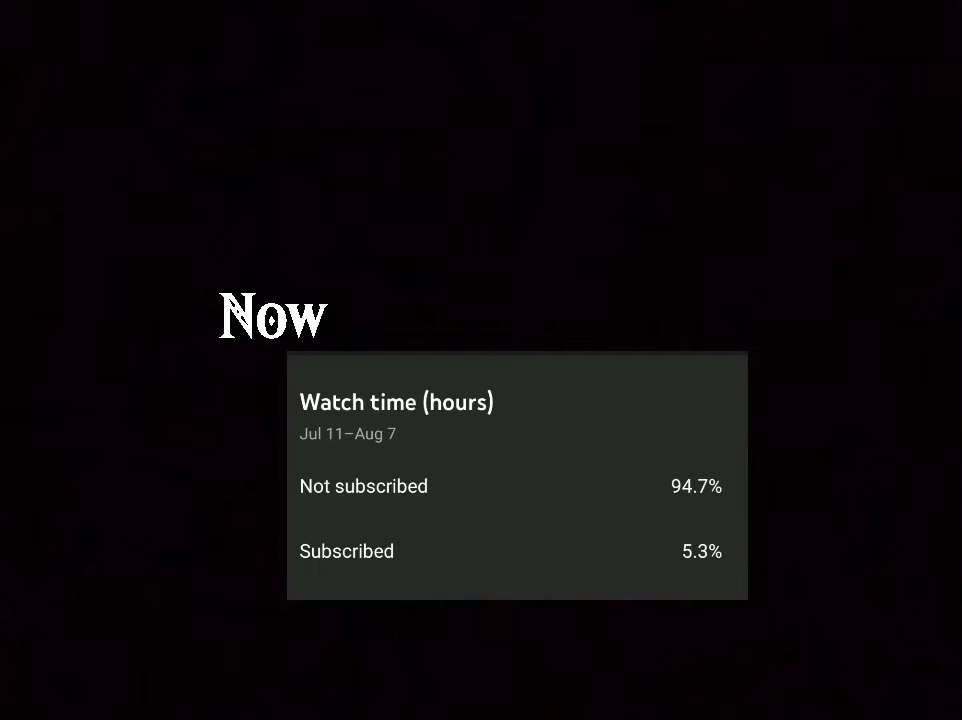 Now
Watch time (hours)
Jul 11–Aug 7
Not subscribed 94.7%
Subscribed 5.3%